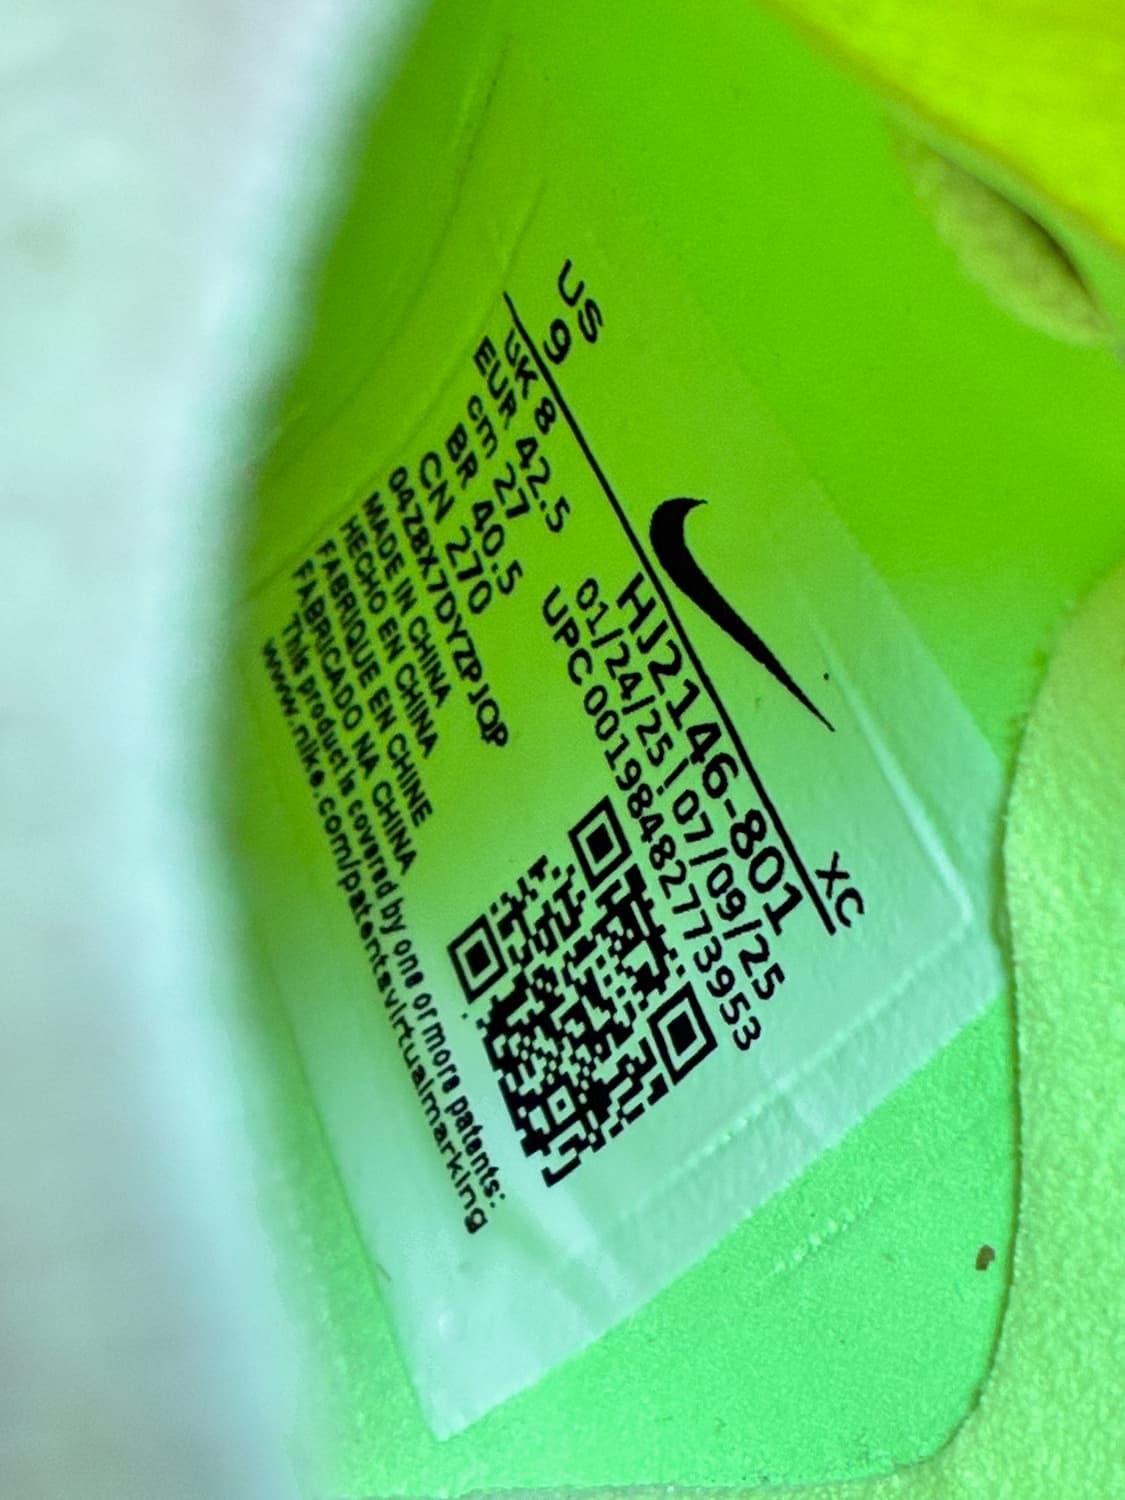 US
9
UK 8
EUR 42.5
cm 27
BR 40.5
CN 270
04Z8X7DYZPJQP
MADE IN CHINA
HECHO EN CHINA
FABRIQUE EN CHINE
FABRICADO NA CHINA
This product is covered by one or more patents:
www.nike.com/patentsvirtualmarking
XC
HJ2146-801
01/24/25 | 07/09/25
UPC 00198482773953